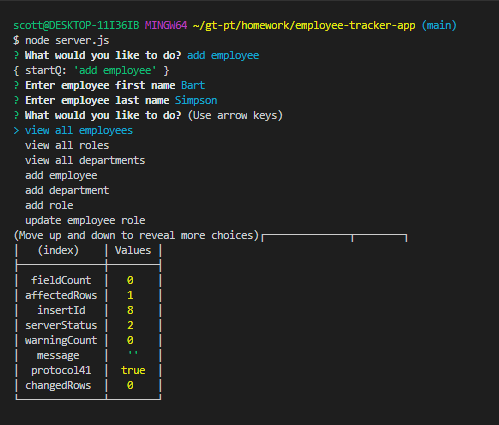 scott@DESKTOP-11I36IB MINGW64 ~/gt-pt/homework/employee-tracker-app (main)
$ node server.js
? What would you like to do? add employee
{ startQ: 'add employee' }
? Enter employee first name Bart
? Enter employee last name Simpson
? What would you like to do? (Use arrow keys)
> view all employees
  view all roles
  view all departments
  add employee
  add department
  add role
  update employee role
(Move up and down to reveal more choices)┌──────────────┬────────┐
│   (index)    │ Values │
├──────────────┼────────┤
│  fieldCount  │   0    │
│ affectedRows │   1    │
│   insertId   │   8    │
│ serverStatus │   2    │
│ warningCount │   0    │
│   message    │   ''   │
│  protocol41  │  true  │
│ changedRows  │   0    │
└──────────────┴────────┘